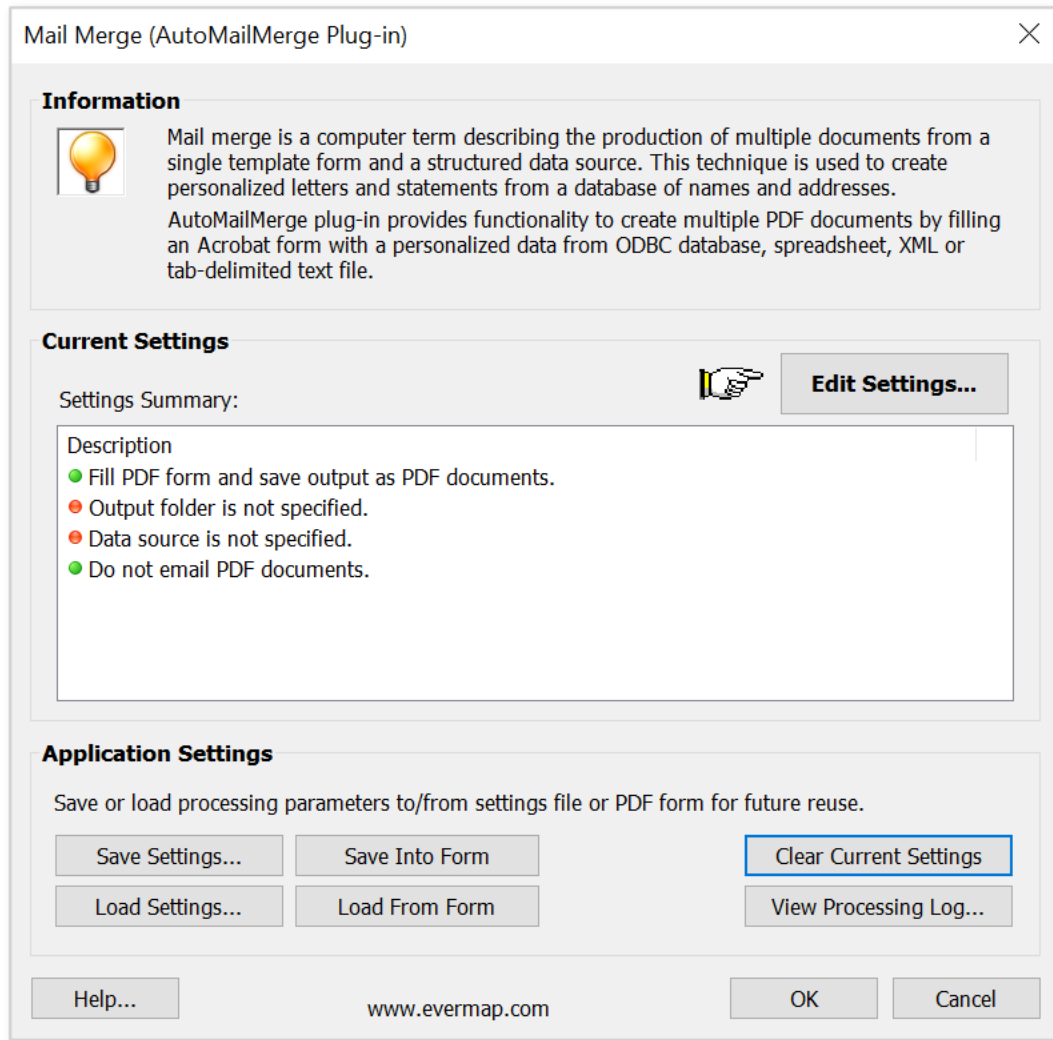 Mail Merge (AutoMailMerge Plug-in)
Information
Mail merge is a computer term describing the production of multiple documents from a
single template form and a structured data source. This technique is used to create
personalized letters and statements from a database of names and addresses.
AutoMailMerge plug-in provides functionality to create multiple PDF documents by filling
an Acrobat form with a personalized data from ODBC database, spreadsheet, XML or
tab-delimited text file.
Current Settings
Edit Settings...
Settings Summary:
Description
Fill PDF form and save output as PDF documents.
Output folder is not specified.
Data source is not specified.
Do not email PDF documents.
Application Settings
Save or load processing parameters to/from settings file or PDF form for future reuse.
Save Settings... Save Into Form Clear Current Settings
Load Settings... Load From Form View Processing Log...
Help... www.evermap.com OK Cancel